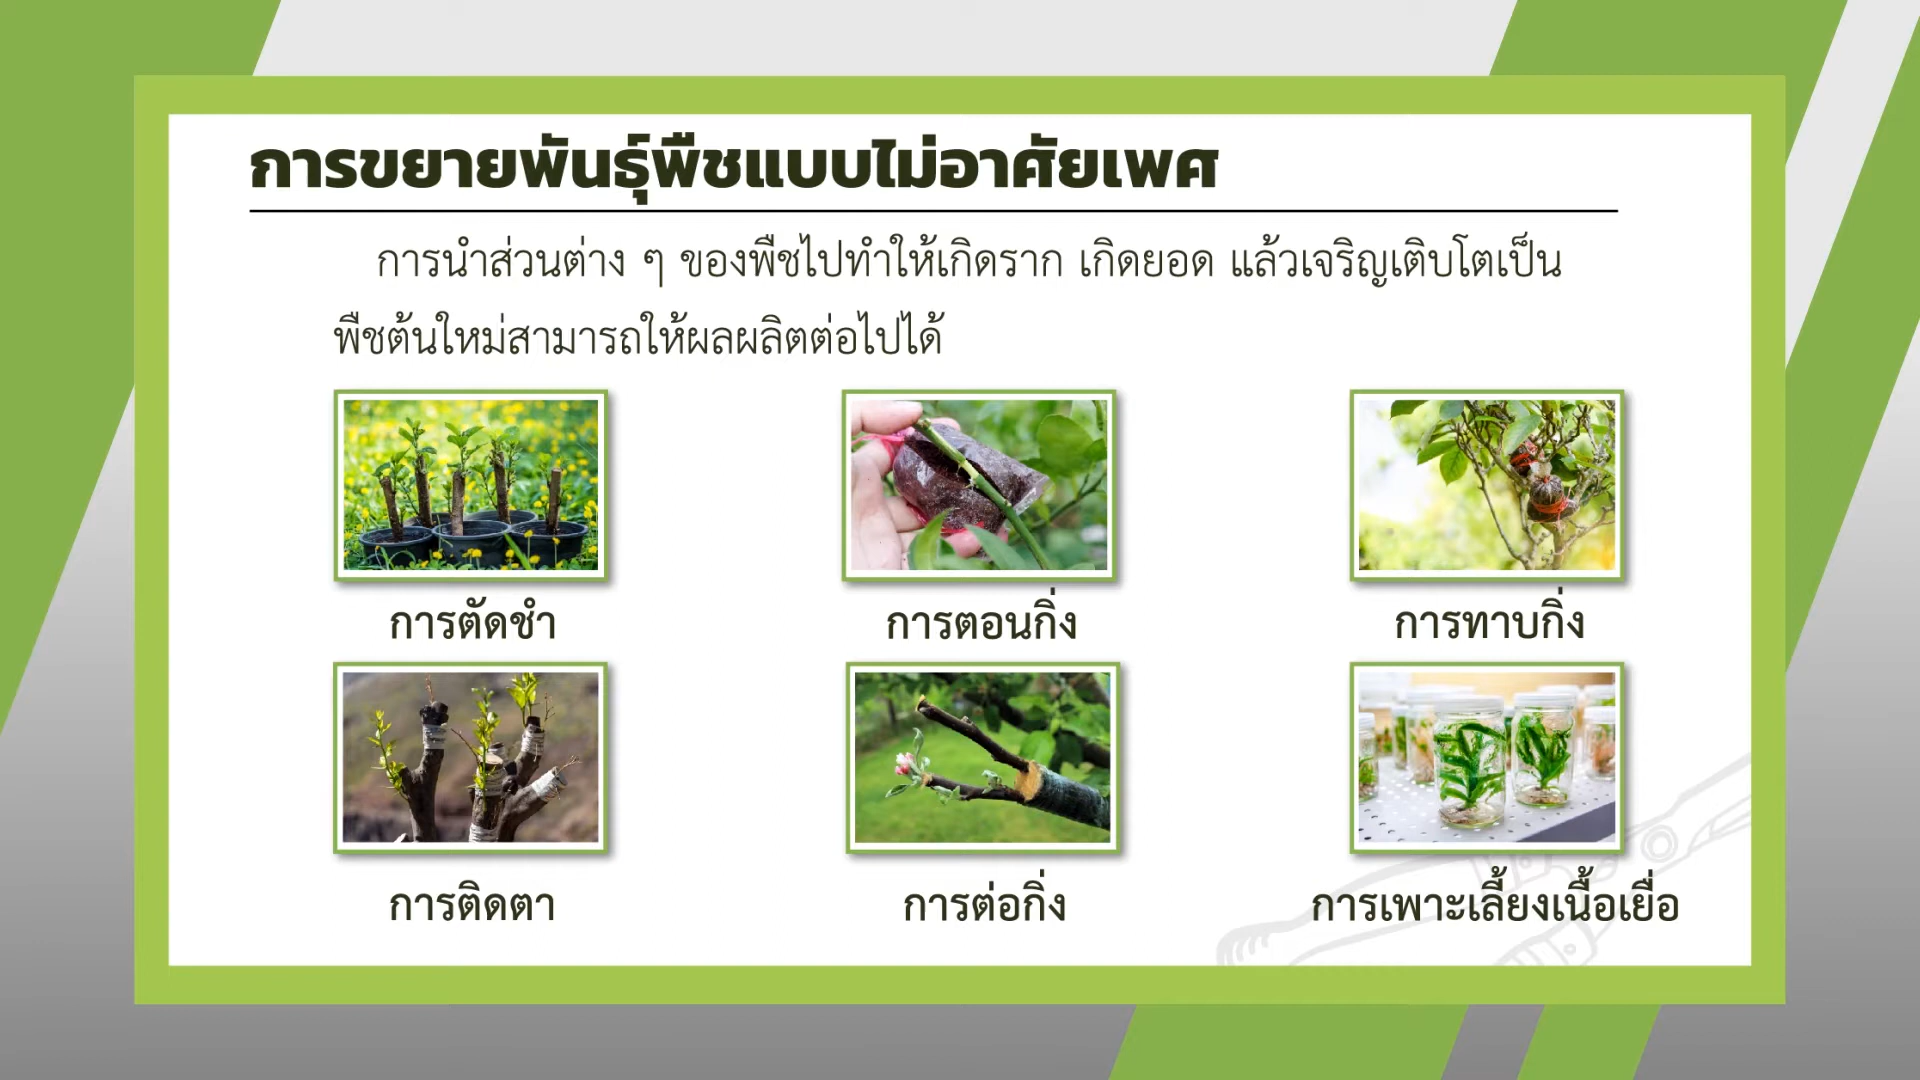 การขยายพันธุ์พืชแบบไม่อาศัยเพศ
การนำส่วนต่าง ๆ ของพืชไปทำให้เกิดราก เกิดยอด แล้วเจริญเติบโตเป็น
พืชต้นใหม่สามารถให้ผลผลิตต่อไปได้
การตัดชำ
การตอนกิ่ง
การทาบกิ่ง
การติดตา
การต่อกิ่ง
การเพาะเลี้ยงเนื้อเยื่อ